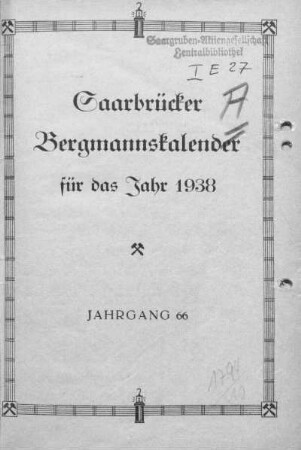 Saargruben-Aktiengesellschaft
Zentralbibliothek
I E 27
A
Saarbrücker
Bergmannskalender
für das Jahr 1938
JAHRGANG 66